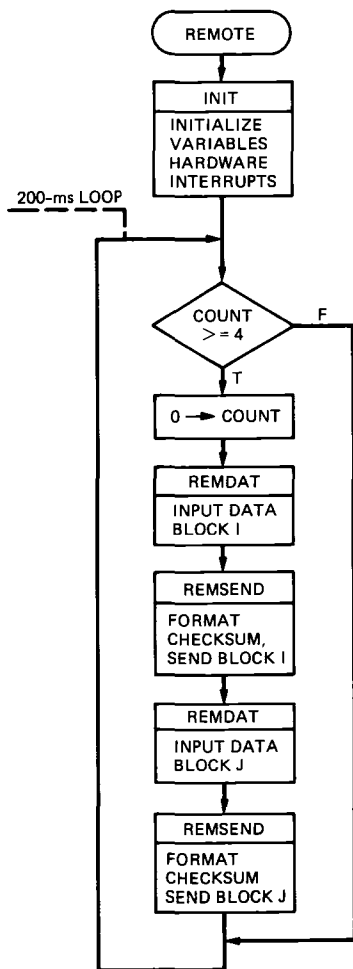 REMOTE
INIT
INITIALIZE
VARIABLES
HARDWARE
INTERRUPTS
200-ms LOOP
COUNT
>= 4
F
T
0 → COUNT
REMDAT
INPUT DATA
BLOCK I
REMSEND
FORMAT
CHECKSUM,
SEND BLOCK I
REMDAT
INPUT DATA
BLOCK J
REMSEND
FORMAT
CHECKSUM
SEND BLOCK J